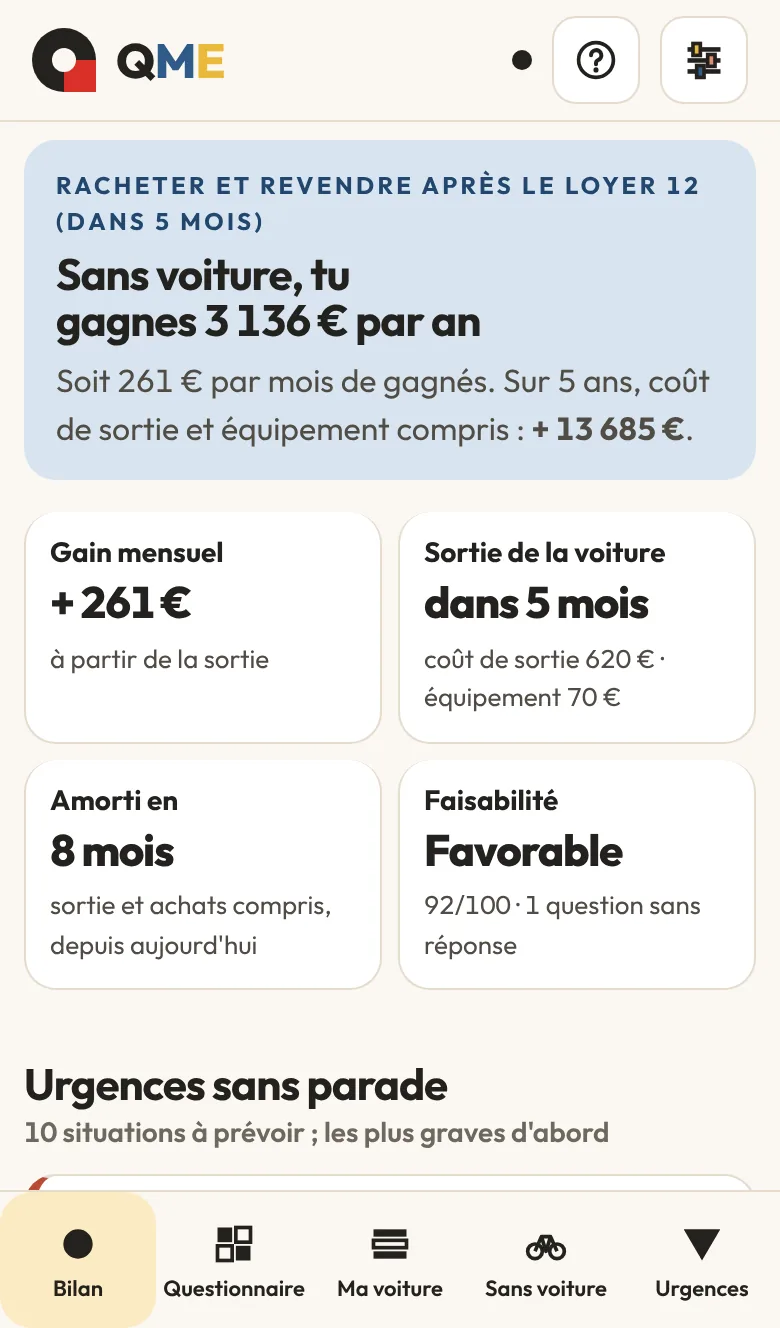 QME
RACHETER ET REVENDRE APRÈS LE LOYER 12
(DANS 5 MOIS)
Sans voiture, tu
gagnes 3 136 € par an
Soit 261 € par mois de gagnés. Sur 5 ans, coût
de sortie et équipement compris : + 13 685 €.
Gain mensuel
+ 261 €
à partir de la sortie
Sortie de la voiture
dans 5 mois
coût de sortie 620 € ·
équipement 70 €
Amorti en
8 mois
sortie et achats compris,
depuis aujourd'hui
Faisabilité
Favorable
92/100 · 1 question sans
réponse
Urgences sans parade
10 situations à prévoir ; les plus graves d'abord
Bilan
Questionnaire
Ma voiture
Sans voiture
Urgences